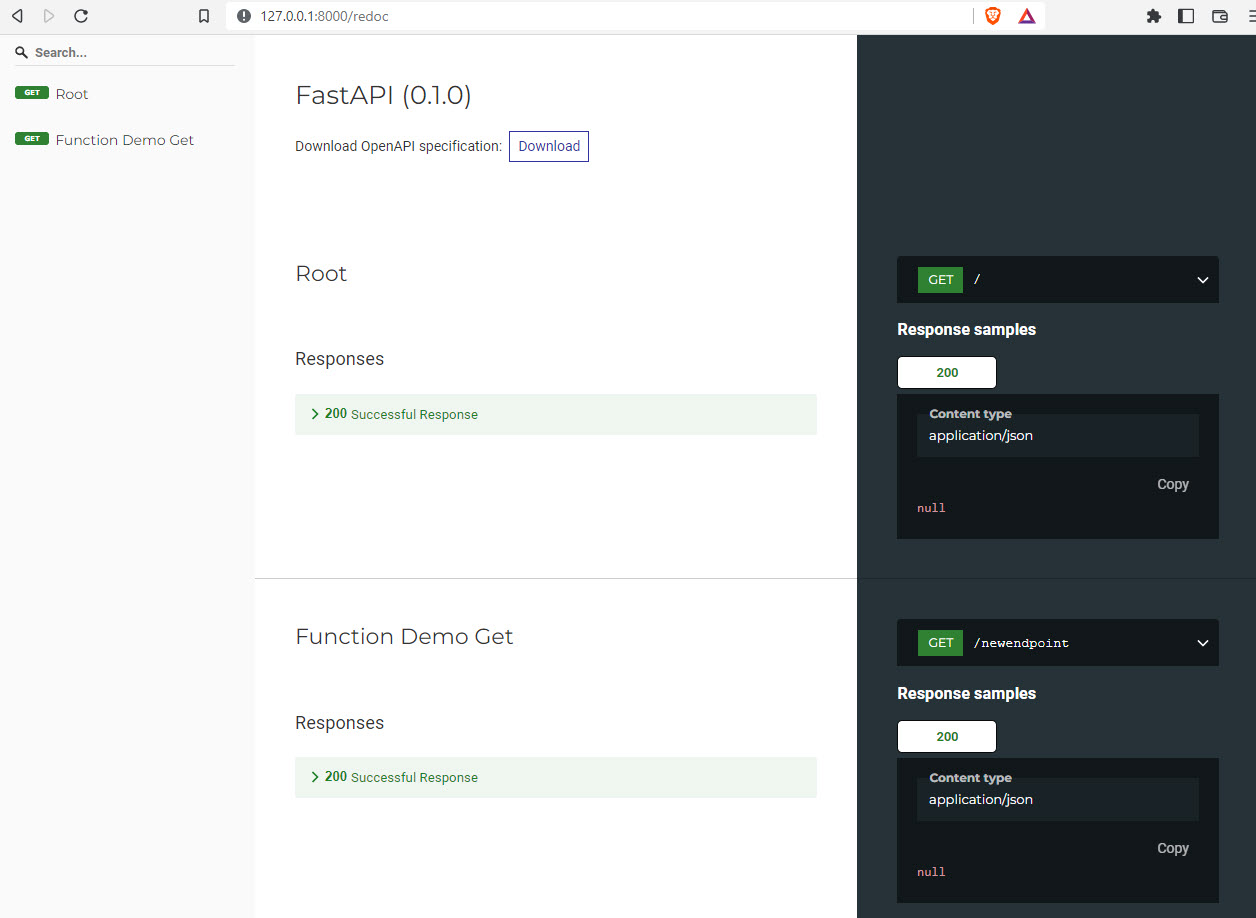 127.0.0.1:8000/redoc
Search...
GET Root
GET Function Demo Get
FastAPI (0.1.0)
Download OpenAPI specification: Download
Root
Responses
200 Successful Response
GET /
Response samples
200
Content type
application/json
Copy
null
Function Demo Get
Responses
200 Successful Response
GET /newendpoint
Response samples
200
Content type
application/json
Copy
null